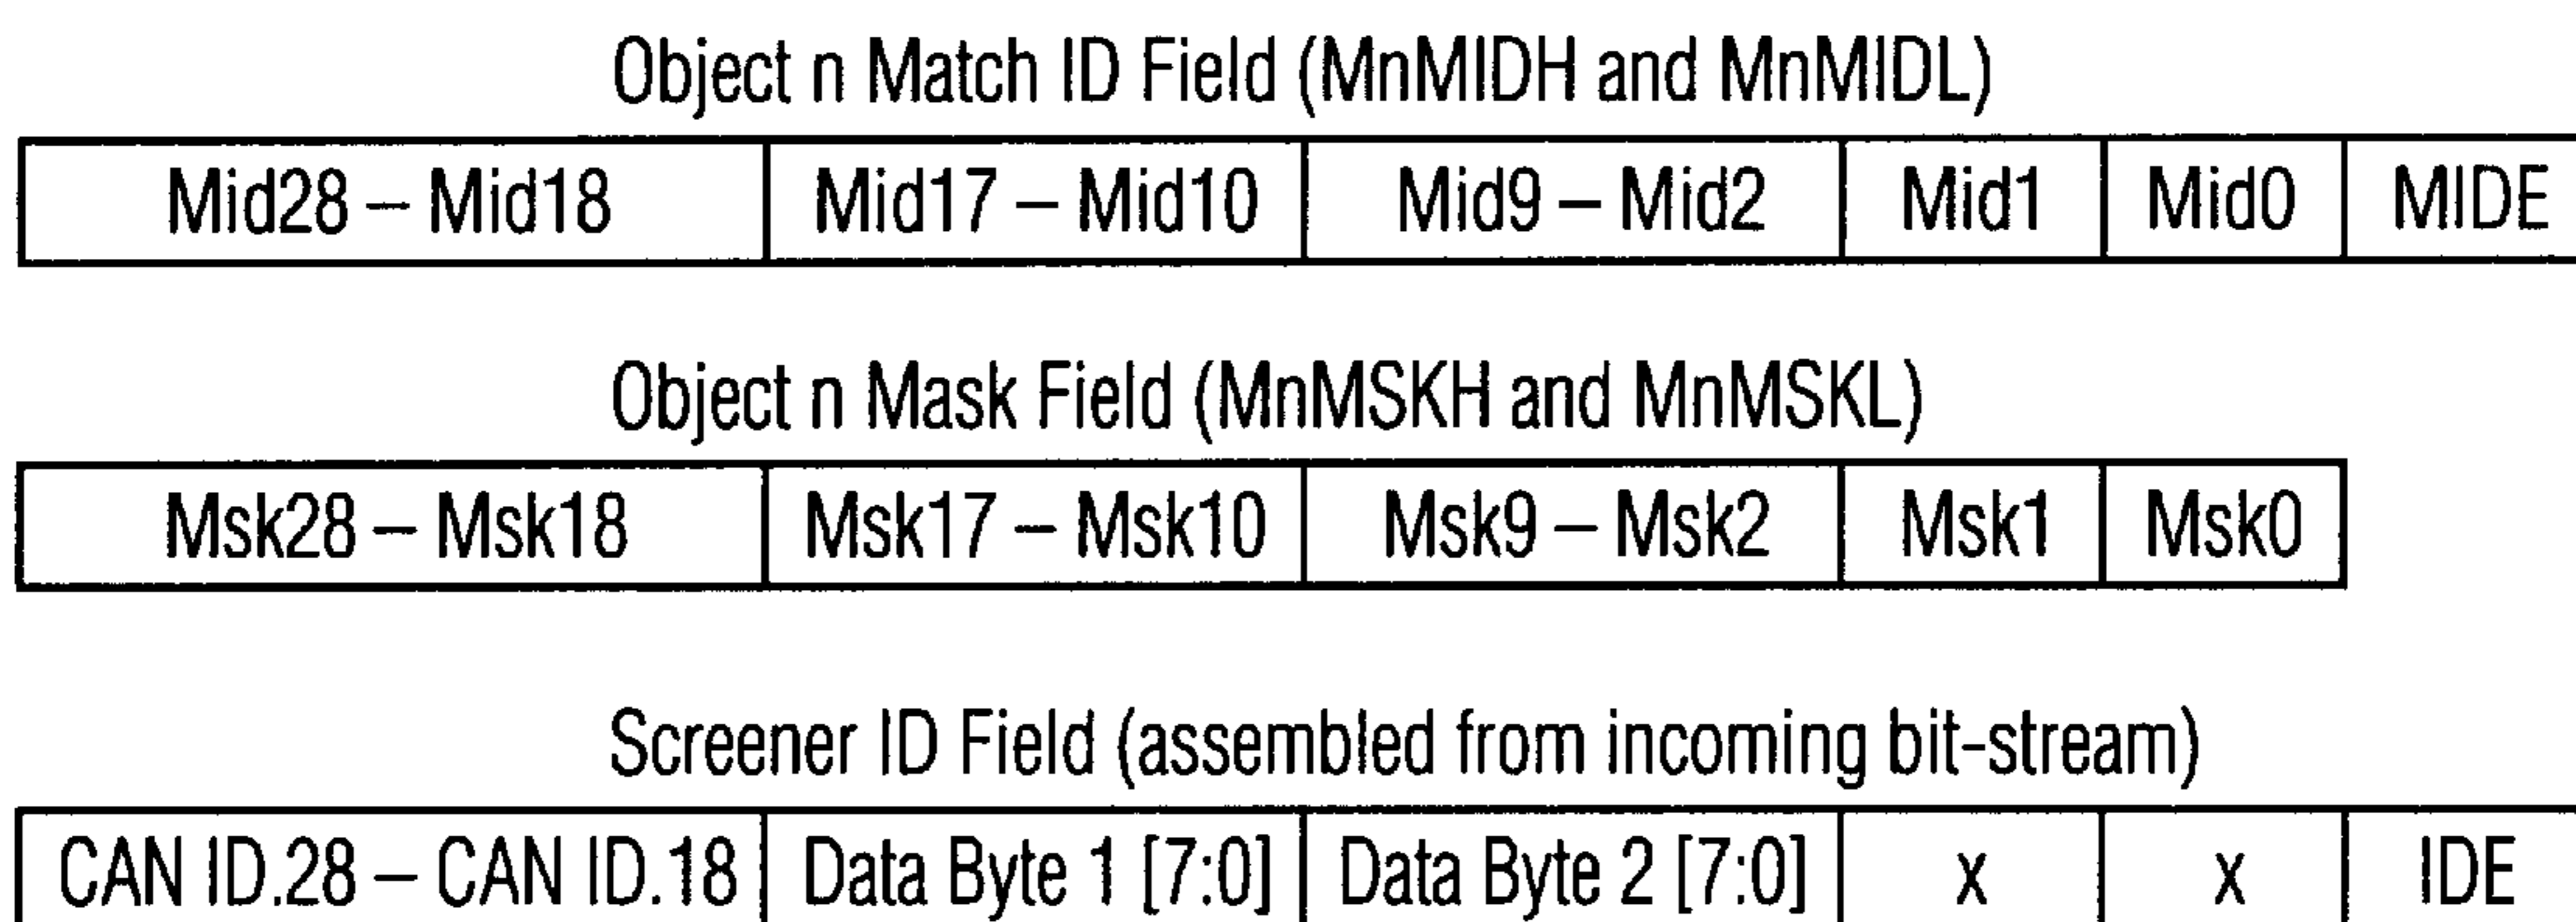 Object n Match ID Field (MnMIDH and MnMIDL)
Mid28 – Mid18 Mid17 – Mid10 Mid9 – Mid2 Mid1 Mid0 MIDE
Object n Mask Field (MnMSKH and MnMSKL)
Msk28 – Msk18 Msk17 – Msk10 Msk9 – Msk2 Msk1 Msk0
Screener ID Field (assembled from incoming bit-stream)
CAN ID.28 – CAN ID.18 Data Byte 1 [7:0] Data Byte 2 [7:0] x x IDE